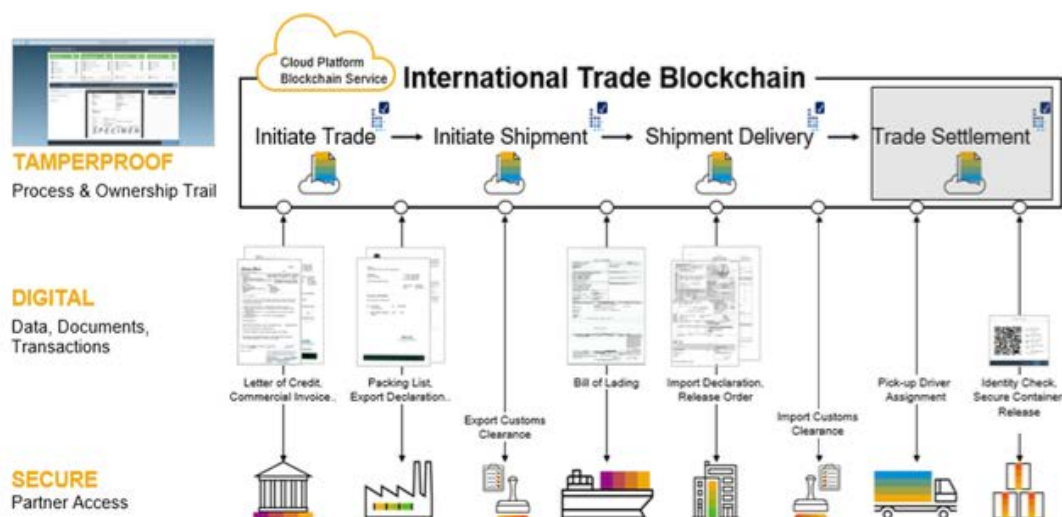 Cloud Platform
Blockchain Service
International Trade Blockchain
Initiate Trade
Initiate Shipment
Shipment Delivery
Trade Settlement
SPECIMEN
TAMPERPROOF
Process & Ownership Trail
DIGITAL
Data, Documents,
Transactions
Letter of Credit,
Commercial Invoice..
Packing List,
Export Declaration..
Export Customs
Clearance
Bill of Lading
Import Declaration,
Release Order
Import Customs
Clearance
Pick-up Driver
Assignment
Identity Check,
Secure Container
Release
SECURE
Partner Access